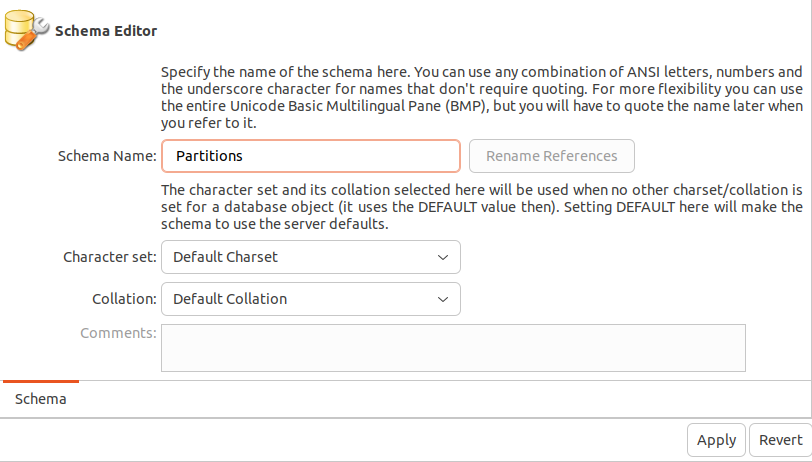 Schema Editor
Specify the name of the schema here. You can use any combination of ANSI letters, numbers and
the underscore character for names that don't require quoting. For more flexibility you can use
the entire Unicode Basic Multilingual Pane (BMP), but you will have to quote the name later when
you refer to it.
Schema Name: Partitions Rename References
The character set and its collation selected here will be used when no other charset/collation is
set for a database object (it uses the DEFAULT value then). Setting DEFAULT here will make the
schema to use the server defaults.
Character set: Default Charset
Collation: Default Collation
Comments:
Schema
Apply Revert